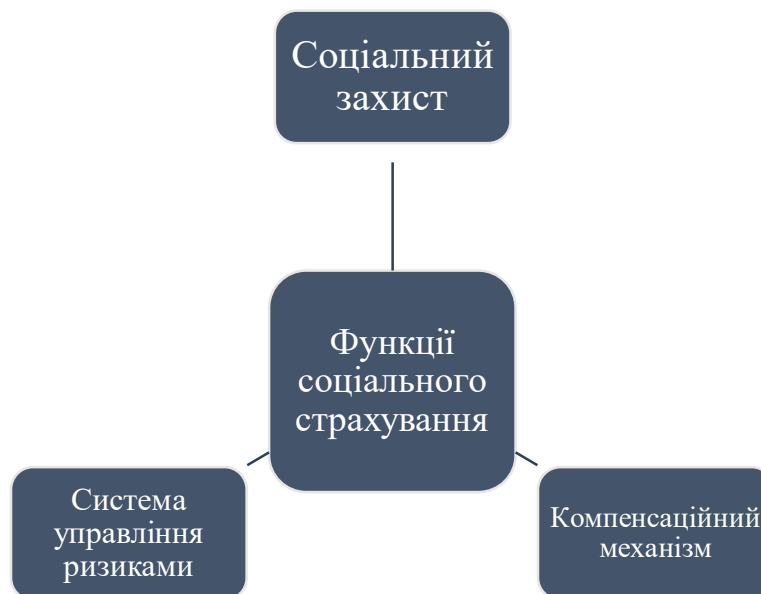 Соціальний
захист
Функції
соціального
страхування
Система
управління
ризиками
Компенсаційний
механізм